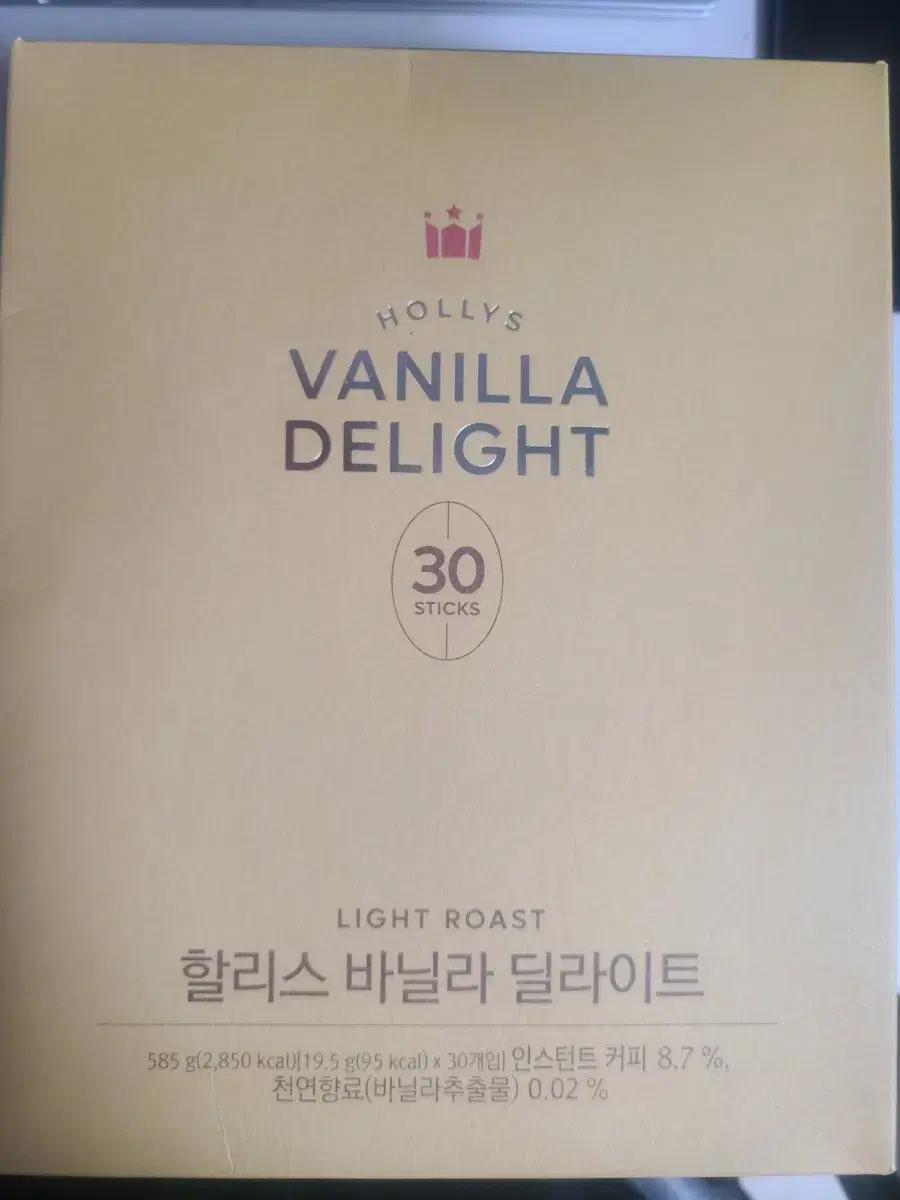 HOLLYS
VANILLA
DELIGHT
30
STICKS
LIGHT ROAST
할리스 바닐라 딜라이트
585 g(2,850 kcal)[19.5 g(95 kcal) x 30개입] 인스턴트 커피 8.7 %,
천연향료(바닐라추출물) 0.02 %